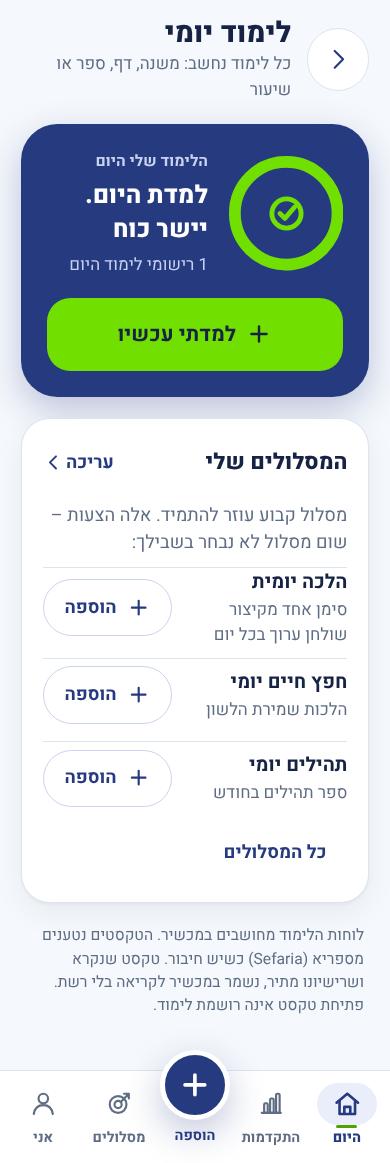 לימוד יומי
כל לימוד נחשב: משנה, דף, ספר או
שיעור
הלימוד שלי היום
למדת היום.
יישר כוח
1 רישומי לימוד היום
למדתי עכשיו
המסלולים שלי
עריכה
מסלול קבוע עוזר להתמיד. אלה הצעות –
שום מסלול לא נבחר בשבילך:
הלכה יומית
סימן אחד מקיצור
שולחן ערוך בכל יום
הוספה
חפץ חיים יומי
הלכות שמירת הלשון
הוספה
תהילים יומי
ספר תהילים בחודש
הוספה
כל המסלולים
לוחות הלימוד מחושבים במכשיר. הטקסטים נטענים
מספריא (Sefaria) כשיש חיבור. טקסט שנקרא
ושרישיונו מתיר, נשמר במכשיר לקריאה בלי רשת.
פתיחת טקסט אינה רושמת לימוד.
היום
התקדמות
הוספה
מסלולים
אני